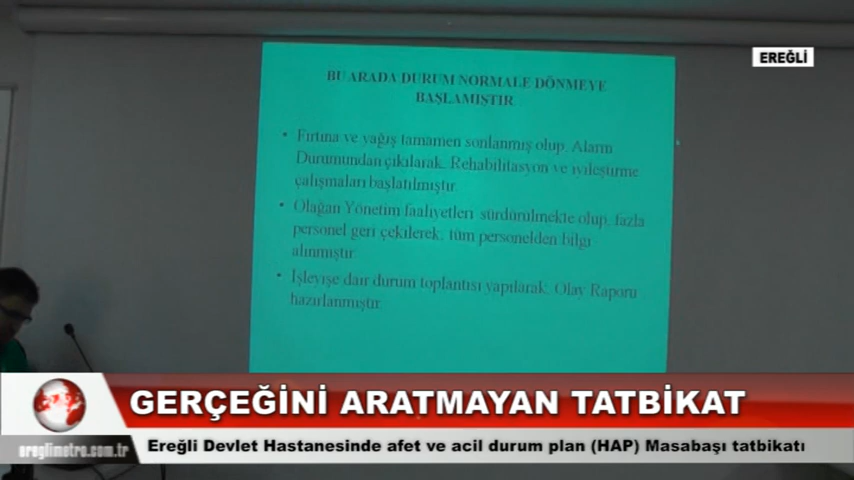 EREĞLİ
BU ARADA DURUM NORMALE DÖNMEYE
BAŞLAMIŞTIR
• Fırtına ve yağış tamamen sonlanmış olup, Alarm
Durumundan çıkılarak, Rehabilitasyon ve iyileştirme
çalışmaları başlatılmıştır.
• Olağan Yönetim faaliyetleri sürdürülmekte olup, fazla
personel geri çekilerek, tüm personelden bilgi
alınmıştır.
• İşleyişe dair durum toplantısı yapılarak, Olay Raporu
hazırlanmıştır.
GERÇEĞİNİ ARATMAYAN TATBİKAT
Ereğli Devlet Hastanesinde afet ve acil durum plan (HAP) Masabaşı tatbikatı
ereglimetro.com.tr